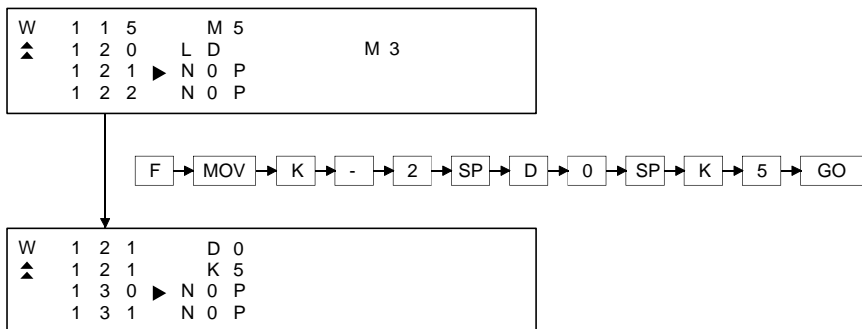 W 1 1 5 M 5
1 2 0 L D M 3
1 2 1 N 0 P
1 2 2 N 0 P
F MOV K - 2 SP D 0 SP K 5 GO
W 1 2 1 D 0
1 2 1 K 5
1 3 0 N 0 P
1 3 1 N 0 P